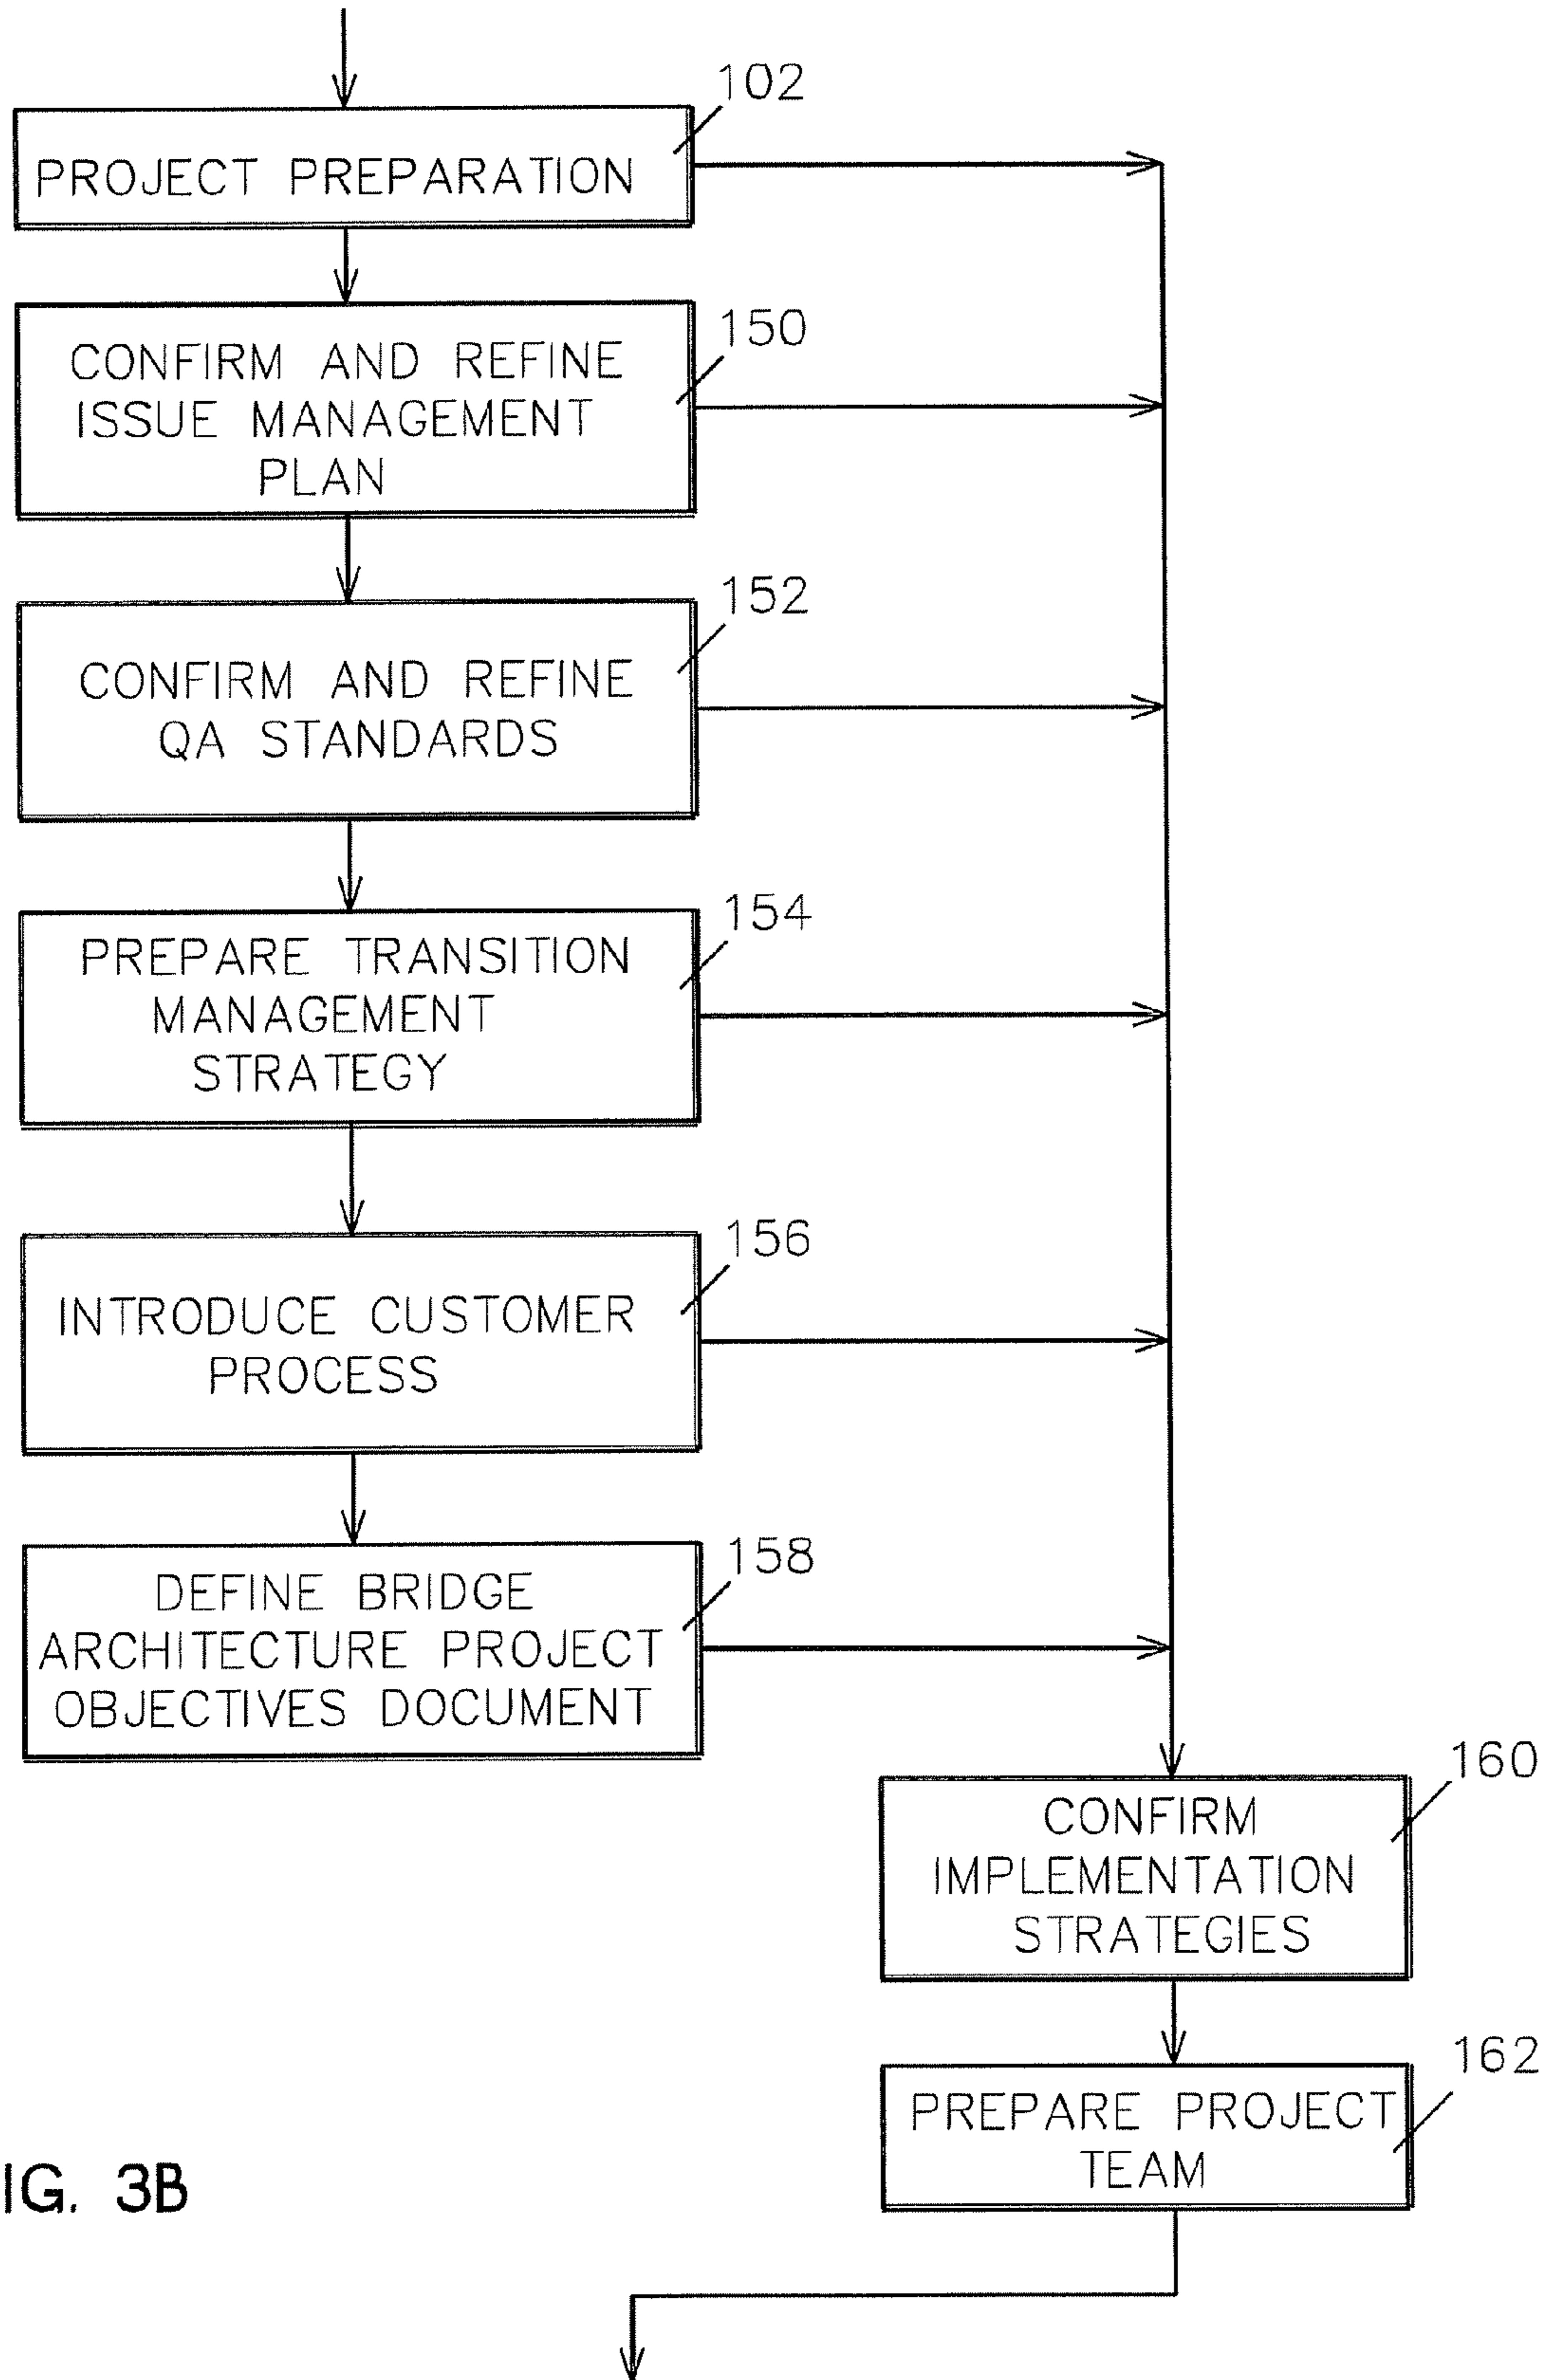 102
PROJECT PREPARATION
150
CONFIRM AND REFINE
ISSUE MANAGEMENT
PLAN
152
CONFIRM AND REFINE
QA STANDARDS
154
PREPARE TRANSITION
MANAGEMENT
STRATEGY
156
INTRODUCE CUSTOMER
PROCESS
158
DEFINE BRIDGE
ARCHITECTURE PROJECT
OBJECTIVES DOCUMENT
160
CONFIRM
IMPLEMENTATION
STRATEGIES
162
PREPARE PROJECT
TEAM
IG. 3B